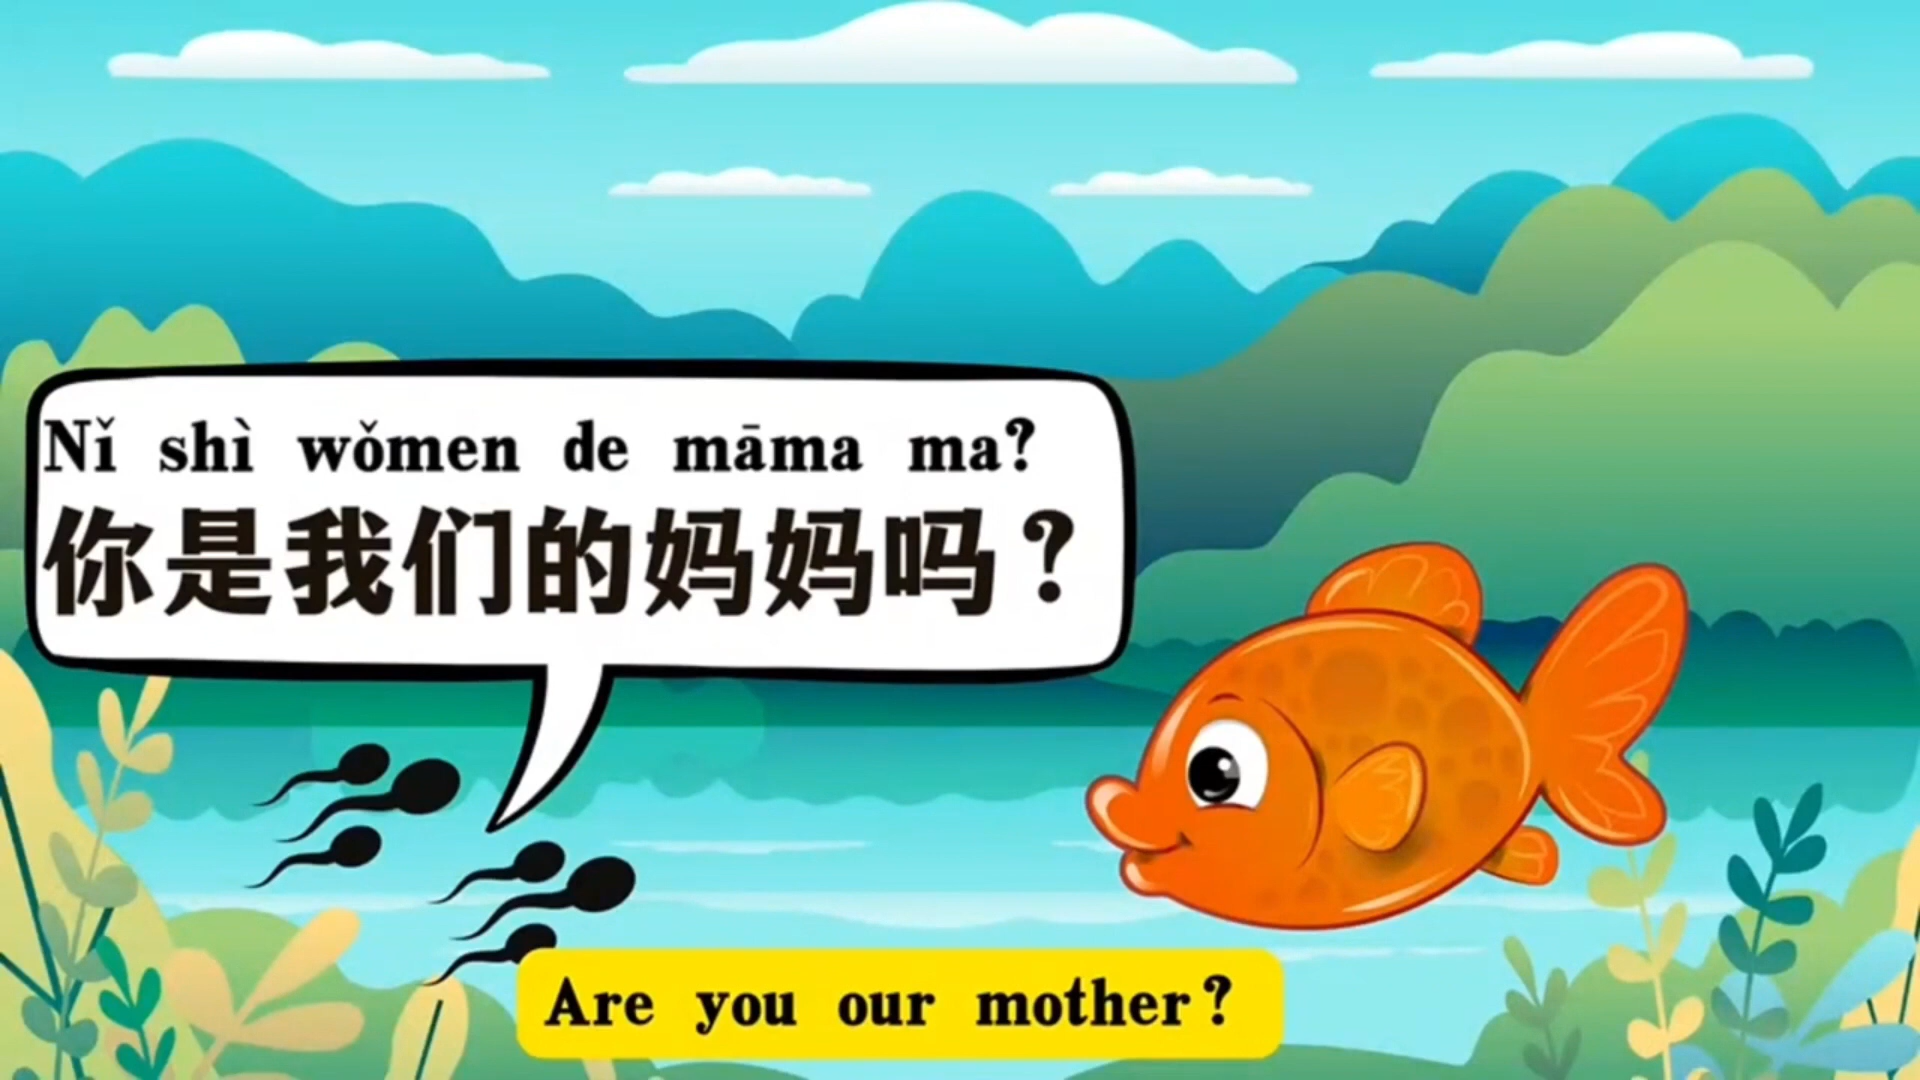 Nǐ shì wǒmen de māma ma?
你是我们的妈妈吗？
Are you our mother?